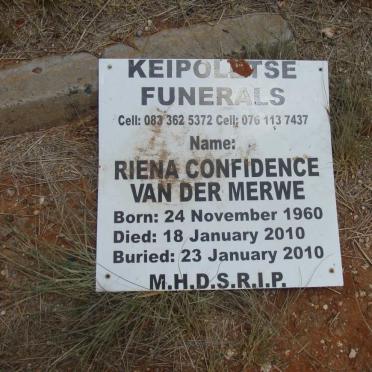 KEIPOLELTSE
FUNERALS
Cell: 083 362 5372 Cell: 076 113 7437
Name:
RIENA CONFIDENCE
VAN DER MERWE
Born: 24 November 1960
Died: 18 January 2010
Buried: 23 January 2010
M.H.D.S.R.I.P.